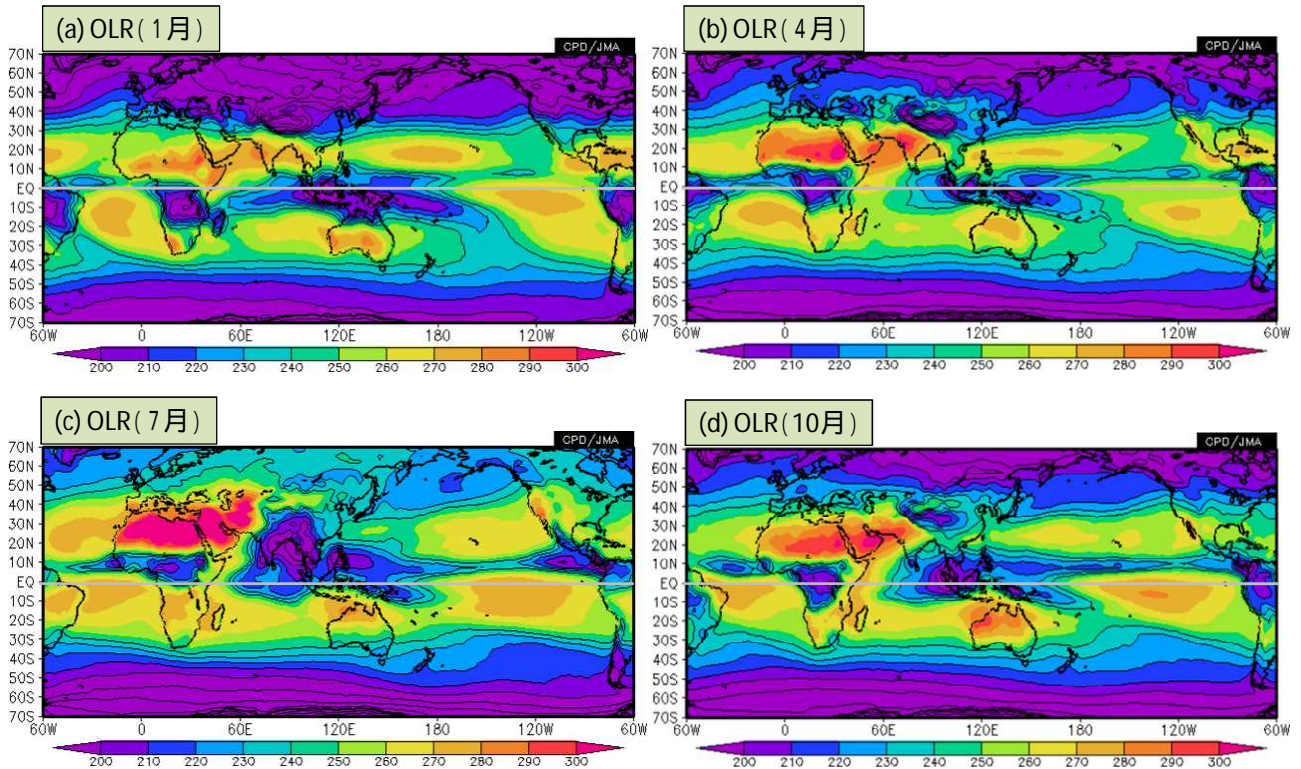 (a) OLR(1月)
CPD/JMA
70N
60N
50N
40N
30N
20N
10N
EQ
10S
20S
30S
40S
50S
60S
70S
60W 0 60E 120E 180 120W 60W
200 210 220 230 240 250 260 270 280 290 300
(b) OLR(4月)
CPD/JMA
70N
60N
50N
40N
30N
20N
10N
EQ
10S
20S
30S
40S
50S
60S
70S
60W 0 60E 120E 180 120W 60W
200 210 220 230 240 250 260 270 280 290 300
(c) OLR(7月)
CPD/JMA
70N
60N
50N
40N
30N
20N
10N
EQ
10S
20S
30S
40S
50S
60S
70S
60W 0 60E 120E 180 120W 60W
200 210 220 230 240 250 260 270 280 290 300
(d) OLR(10月)
CPD/JMA
70N
60N
50N
40N
30N
20N
10N
EQ
10S
20S
30S
40S
50S
60S
70S
60W 0 60E 120E 180 120W 60W
200 210 220 230 240 250 260 270 280 290 300